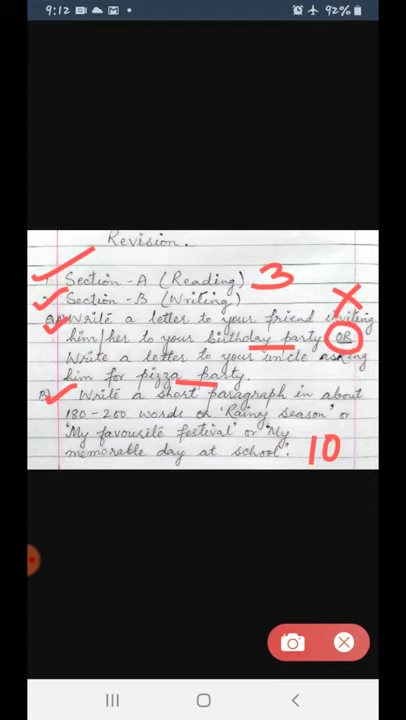 9:12 92%
Revision.
1. Section-A (Reading) 3
2. Section-B (Writing)
Write a letter to your friend inviting
him/her to your birthday party OR
Write a letter to your uncle asking
him for pizza party.
B) Write a short paragraph in about
180-200 words on 'Rainy season' or
'My favourite festival' or 'My
memorable day at school'. 10